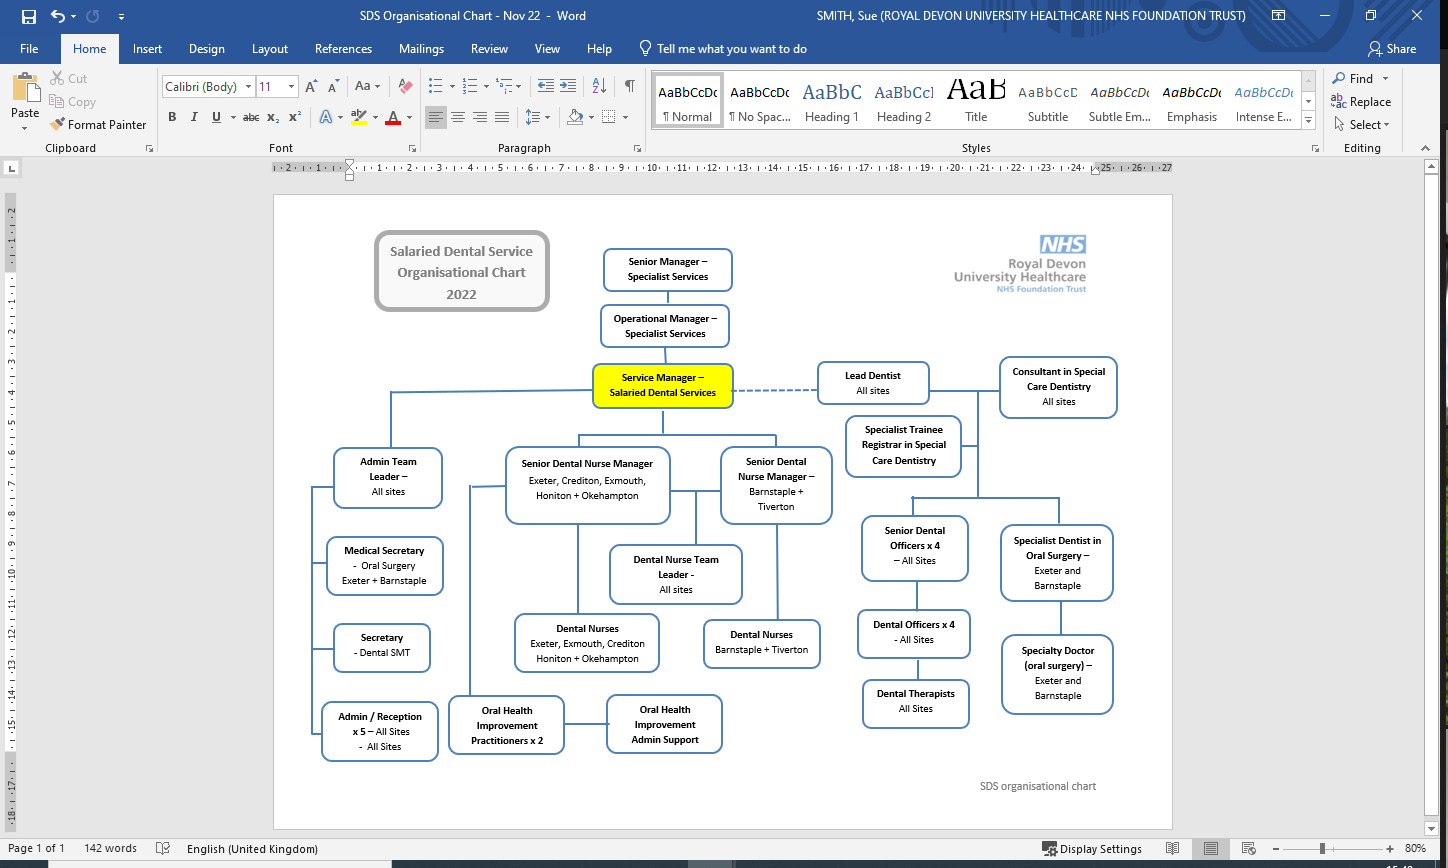 SDS Organisational Chart - Nov 22 - Word
SMITH, Sue (ROYAL DEVON UNIVERSITY HEALTHCARE NHS FOUNDATION TRUST)
File Home Insert Design Layout References Mailings Review View Help Tell me what you want to do Share
Paste
Cut
Copy
Format Painter
Clipboard
Calibri (Body) 11
Font
Paragraph
AaBbCcDc AaBbCcDc AaBbC AaBbCcI AaB AaBbCcD AaBbCcDc AaBbCcDc AaBbCcDc
¶ Normal ¶ No Spac... Heading 1 Heading 2 Title Subtitle Subtle Em... Emphasis Intense E...
Styles
Find
Replace
Select
Editing
Salaried Dental Service
Organisational Chart
2022
NHS
Royal Devon
University Healthcare
NHS Foundation Trust
Senior Manager –
Specialist Services
Operational Manager –
Specialist Services
Service Manager –
Salaried Dental Services
Lead Dentist
All sites
Consultant in Special
Care Dentistry
All sites
Specialist Trainee
Registrar in Special
Care Dentistry
Admin Team
Leader –
All sites
Senior Dental Nurse Manager
Exeter, Crediton, Exmouth,
Honiton + Okehampton
Senior Dental
Nurse Manager –
Barnstaple +
Tiverton
Senior Dental
Officers x 4
– All Sites
Specialist Dentist in
Oral Surgery –
Exeter and
Barnstaple
Medical Secretary
- Oral Surgery
Exeter + Barnstaple
Dental Nurse Team
Leader -
All sites
Secretary
- Dental SMT
Dental Nurses
Exeter, Exmouth, Crediton
Honiton + Okehampton
Dental Nurses
Barnstaple + Tiverton
Dental Officers x 4
- All Sites
Specialty Doctor
(oral surgery) –
Exeter and
Barnstaple
Dental Therapists
All Sites
Admin / Reception
x 5 – All Sites
- All Sites
Oral Health
Improvement
Practitioners x 2
Oral Health
Improvement
Admin Support
SDS organisational chart
Page 1 of 1 142 words English (United Kingdom) Display Settings 80%